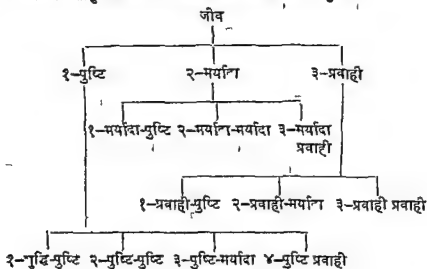 जीव
१-पुष्टि २-मर्यादा ३-प्रवाही
१-मर्यादा-पुष्टि २-मर्यादा-मर्यादा ३-मर्यादा
प्रवाही
१-प्रवाही-पुष्टि २-प्रवाही-मर्यादा ३-प्रवाही प्रवाही
१-शुद्धि-पुष्टि २-पुष्टि-पुष्टि ३-पुष्टि-मर्यादा ४-पुष्टि प्रवाही